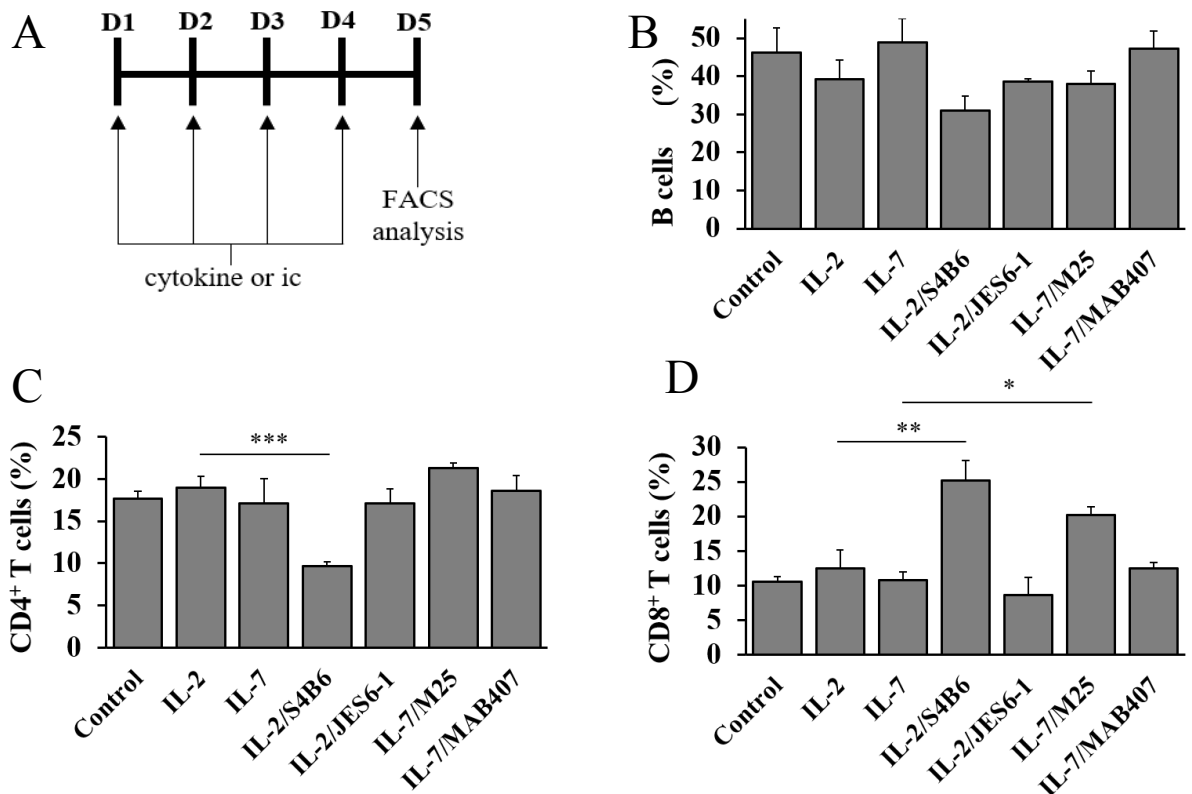 A
D1 D2 D3 D4 D5
FACS
analysis
cytokine or ic
B
B cells (%)
50
40
30
20
10
0
Control
IL-2
IL-7
IL-2/S4B6
IL-2/JES6-1
IL-7/M25
IL-7/MAB407
C
CD4⁺ T cells (%)
25
20
15
10
5
0
***
Control
IL-2
IL-7
IL-2/S4B6
IL-2/JES6-1
IL-7/M25
IL-7/MAB407
D
CD8⁺ T cells (%)
30
25
20
15
10
5
0
*
**
Control
IL-2
IL-7
IL-2/S4B6
IL-2/JES6-1
IL-7/M25
IL-7/MAB407